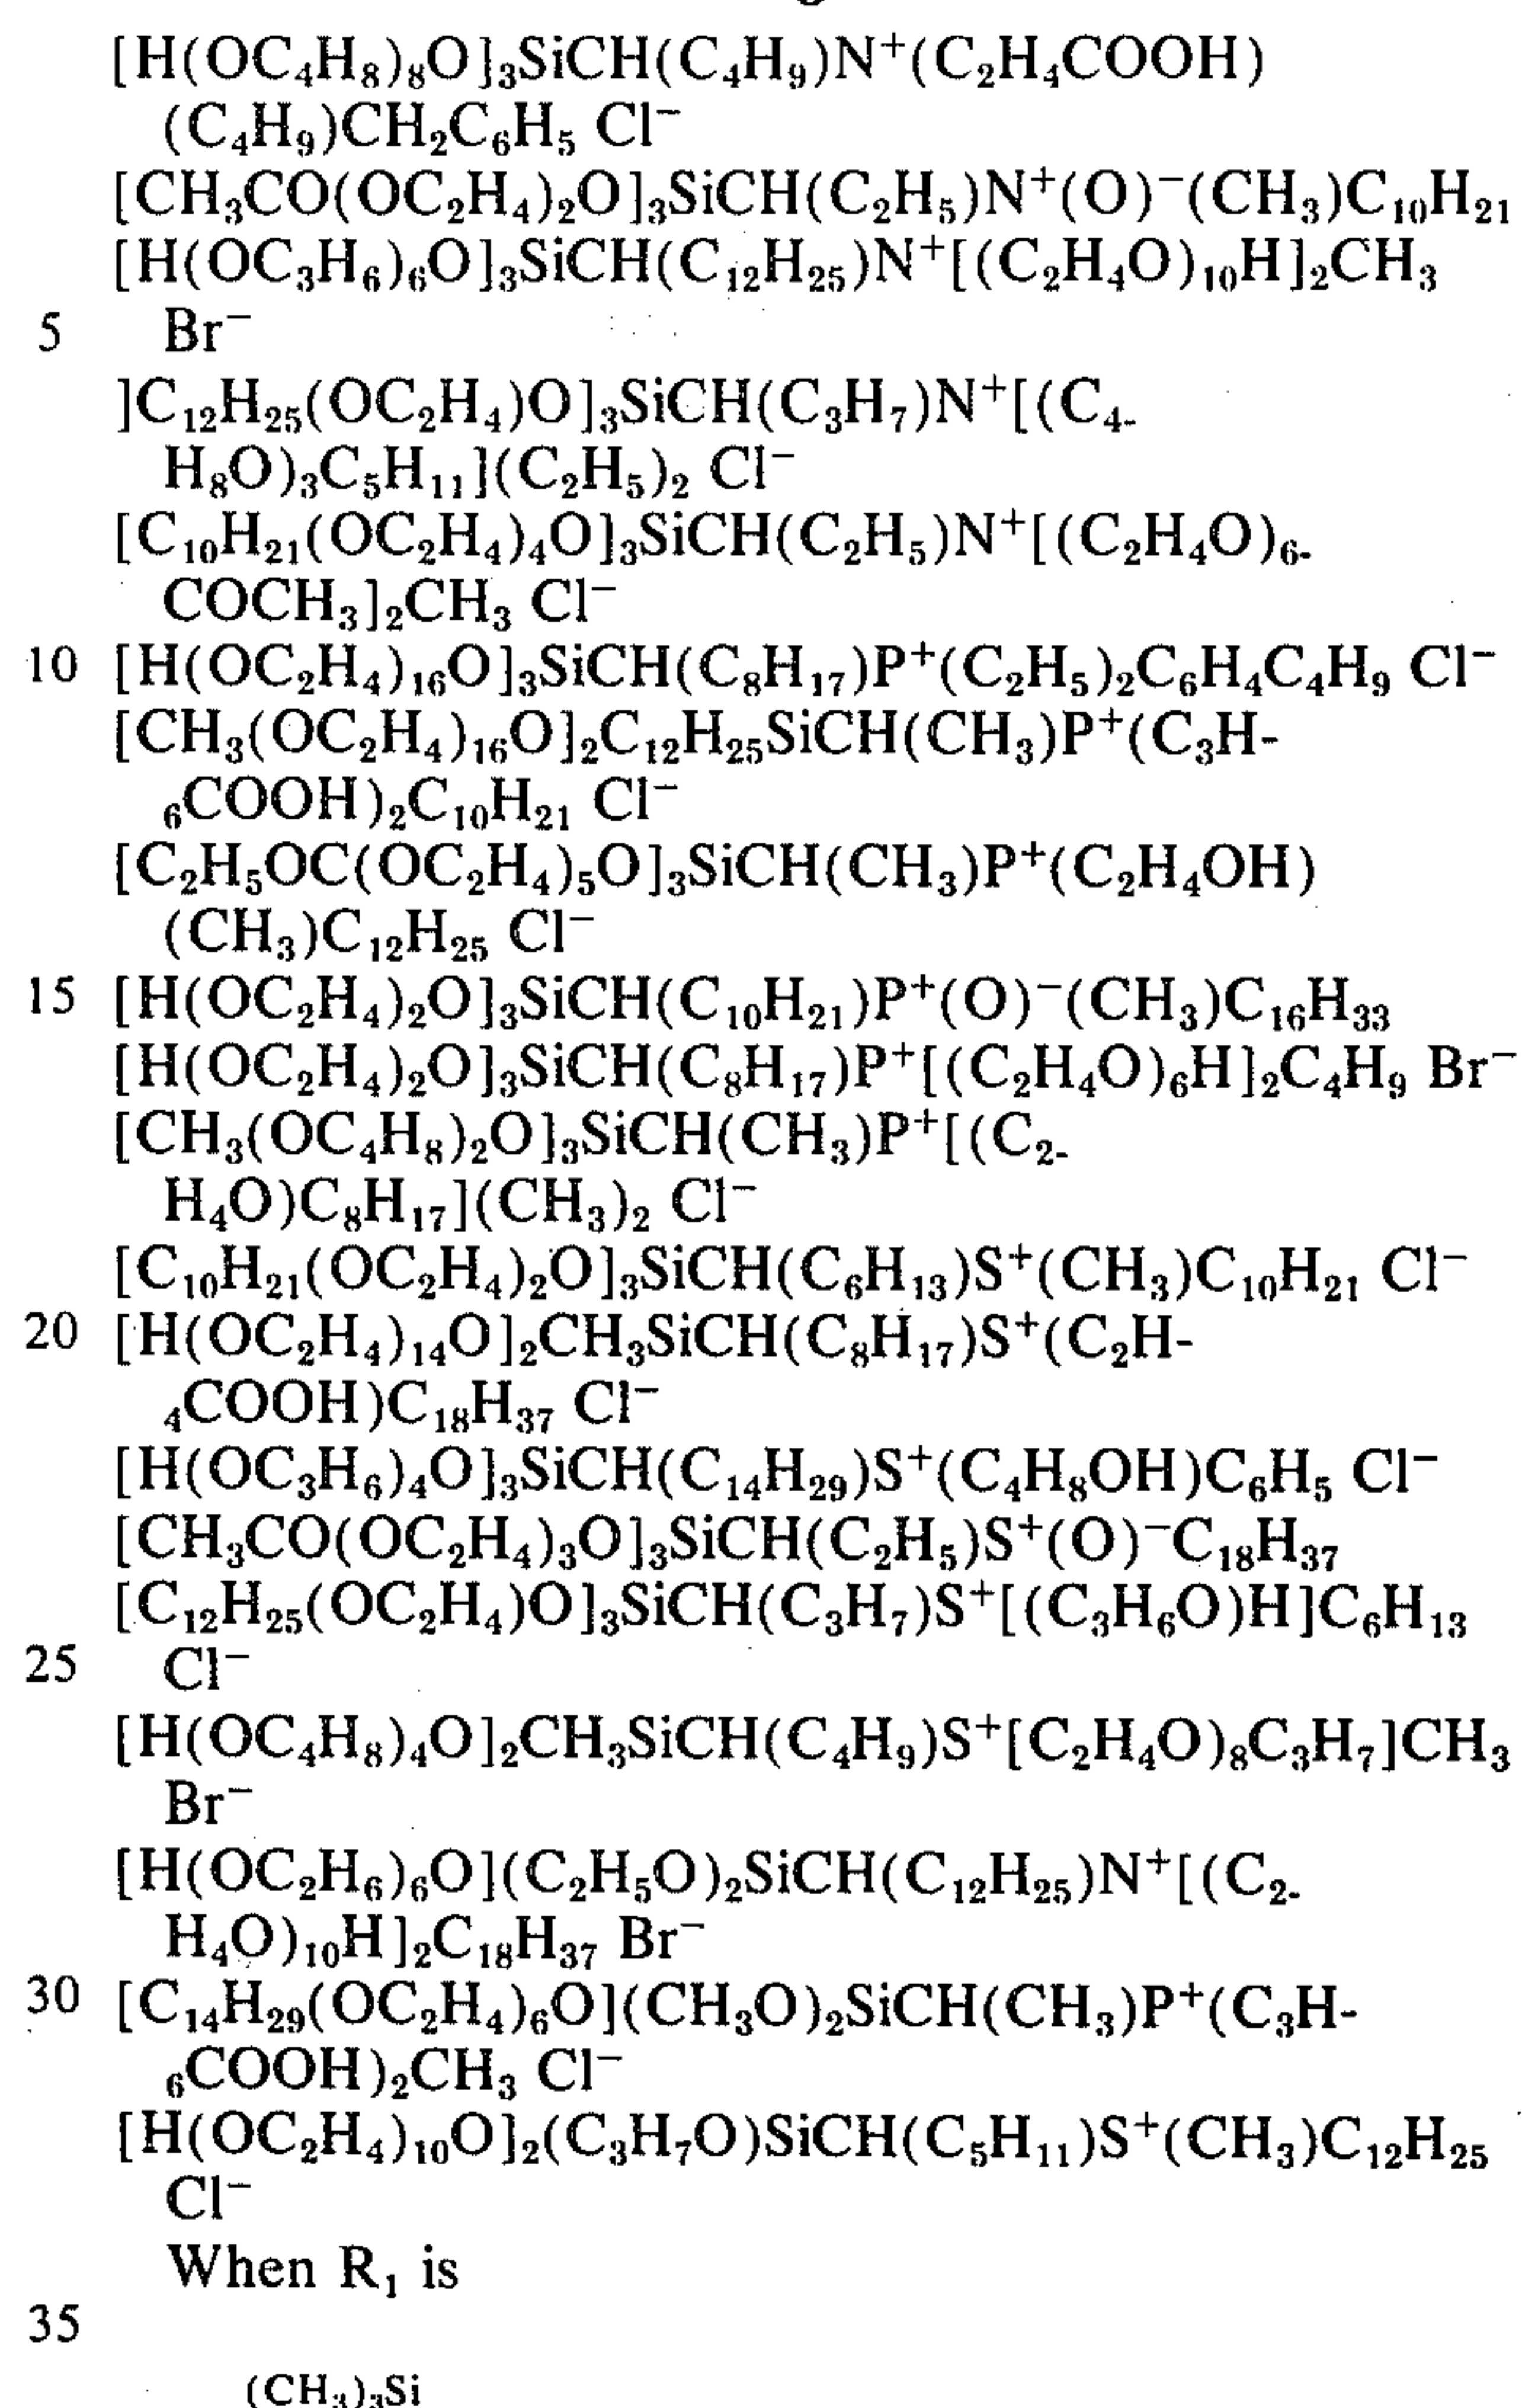 [H(OC₄H₈)₈O]₃SiCH(C₄H₉)N⁺(C₂H₄COOH)
(C₄H₉)CH₂C₆H₅ Cl⁻
[CH₃CO(OC₂H₄)₂O]₃SiCH(C₂H₅)N⁺(O)⁻(CH₃)C₁₀H₂₁
[H(OC₃H₆)₆O]₃SiCH(C₁₂H₂₅)N⁺[(C₂H₄O)₁₀H]₂CH₃
5 Br⁻
]C₁₂H₂₅(OC₂H₄)O]₃SiCH(C₃H₇)N⁺[(C₄-
H₈O)₃C₅H₁₁](C₂H₅)₂ Cl⁻
[C₁₀H₂₁(OC₂H₄)₄O]₃SiCH(C₂H₅)N⁺[(C₂H₄O)₆-
COCH₃]₂CH₃ Cl⁻
10 [H(OC₂H₄)₁₆O]₃SiCH(C₈H₁₇)P⁺(C₂H₅)₂C₆H₄C₄H₉ Cl⁻
[CH₃(OC₂H₄)₁₆O]₂C₁₂H₂₅SiCH(CH₃)P⁺(C₃H-
₆COOH)₂C₁₀H₂₁ Cl⁻
[C₂H₅OC(OC₂H₄)₅O]₃SiCH(CH₃)P⁺(C₂H₄OH)
(CH₃)C₁₂H₂₅ Cl⁻
15 [H(OC₂H₄)₂O]₃SiCH(C₁₀H₂₁)P⁺(O)⁻(CH₃)C₁₆H₃₃
[H(OC₂H₄)₂O]₃SiCH(C₈H₁₇)P⁺[(C₂H₄O)₆H]₂C₄H₉ Br⁻
[CH₃(OC₄H₈)₂O]₃SiCH(CH₃)P⁺[(C₂-
H₄O)C₈H₁₇](CH₃)₂ Cl⁻
[C₁₀H₂₁(OC₂H₄)₂O]₃SiCH(C₆H₁₃)S⁺(CH₃)C₁₀H₂₁ Cl⁻
20 [H(OC₂H₄)₁₄O]₂CH₃SiCH(C₈H₁₇)S⁺(C₂H-
₄COOH)C₁₈H₃₇ Cl⁻
[H(OC₃H₆)₄O]₃SiCH(C₁₄H₂₉)S⁺(C₄H₈OH)C₆H₅ Cl⁻
[CH₃CO(OC₂H₄)₃O]₃SiCH(C₂H₅)S⁺(O)⁻C₁₈H₃₇
[C₁₂H₂₅(OC₂H₄)O]₃SiCH(C₃H₇)S⁺[(C₃H₆O)H]C₆H₁₃
25 Cl⁻
[H(OC₄H₈)₄O]₂CH₃SiCH(C₄H₉)S⁺[C₂H₄O)₈C₃H₇]CH₃
Br⁻
[H(OC₂H₆)₆O](C₂H₅O)₂SiCH(C₁₂H₂₅)N⁺[(C₂-
H₄O)₁₀H]₂C₁₈H₃₇ Br⁻
30 [C₁₄H₂₉(OC₂H₄)₆O](CH₃O)₂SiCH(CH₃)P⁺(C₃H-
₆COOH)₂CH₃ Cl⁻
[H(OC₂H₄)₁₀O]₂(C₃H₇O)SiCH(C₅H₁₁)S⁺(CH₃)C₁₂H₂₅
Cl⁻
When R₁ is
35
(CH₃)₃Si